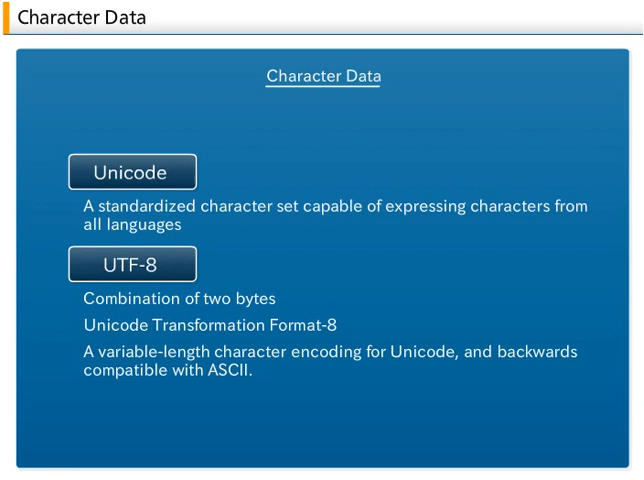 Character Data
Character Data
Unicode
A standardized character set capable of expressing characters from
all languages
UTF-8
Combination of two bytes
Unicode Transformation Format-8
A variable-length character encoding for Unicode, and backwards
compatible with ASCII.